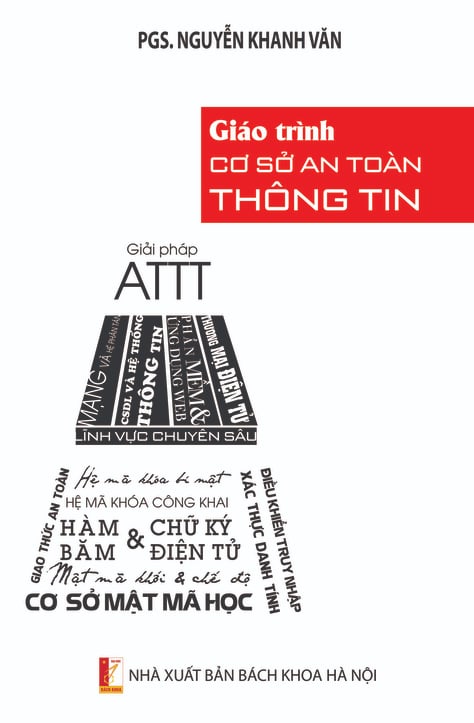 PGS. NGUYỄN KHANH VĂN
Giáo trình
CƠ SỞ AN TOÀN
THÔNG TIN
Giải pháp
ATTT
MẠNG VÀ HỆ PHÂN TÁN
CSDL VÀ HỆ THỐNG
THÔNG TIN
PHẦN MỀM &
ỨNG DỤNG WEB
THƯƠNG MẠI ĐIỆN TỬ
LĨNH VỰC CHUYÊN SÂU
GIAO THỨC AN TOÀN
Hệ mã khóa bí mật
HỆ MÃ KHÓA CÔNG KHAI
HÀM BĂM & CHỮ KÝ ĐIỆN TỬ
Mật mã khối & chế độ
ĐIỀU KHIỂN TRUY NHẬP
XÁC THỰC DANH TÍNH
CƠ SỞ MẬT MÃ HỌC
BÁCH KHOA
NHÀ XUẤT BẢN BÁCH KHOA HÀ NỘI